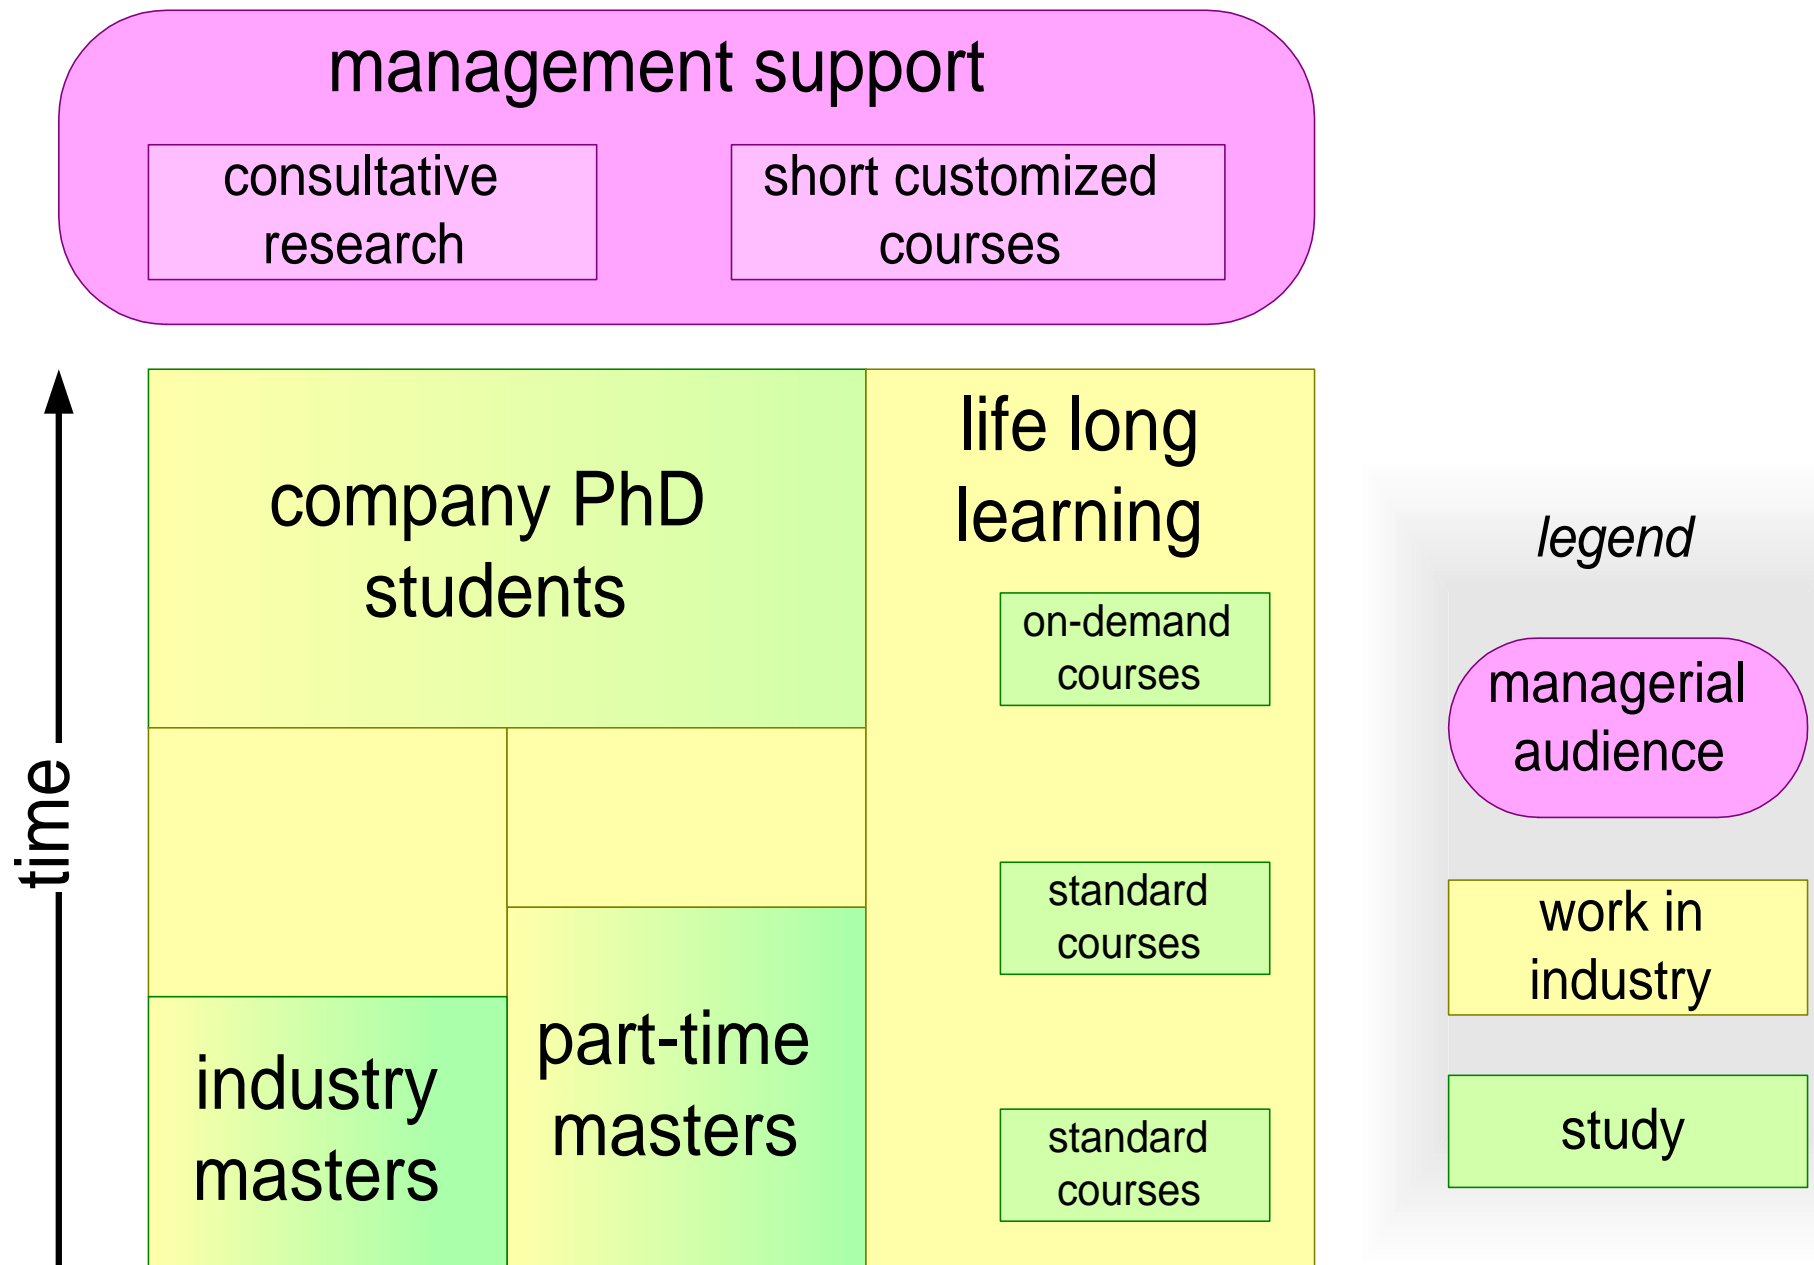 management support
consultative
research
short customized
courses
time
company PhD
students
life long
learning
on-demand
courses
standard
courses
industry
masters
part-time
masters
standard
courses
legend
managerial
audience
work in
industry
study